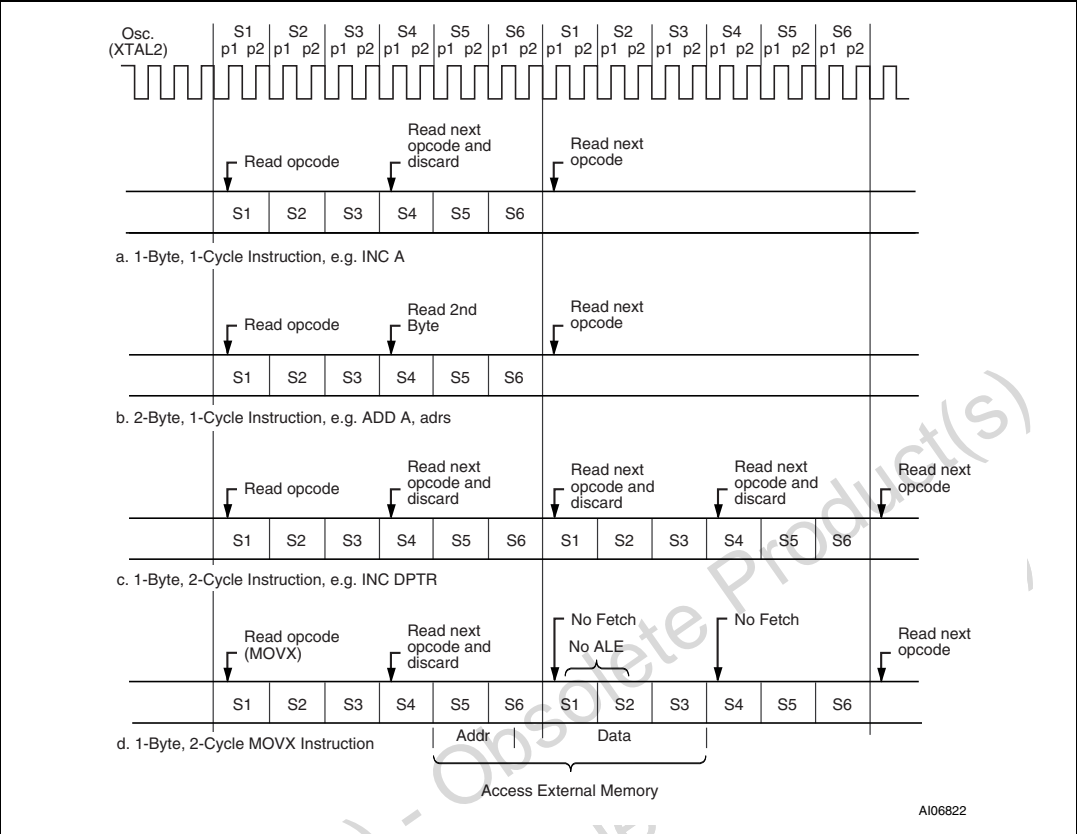 Osc.
(XTAL2)
S1 S2 S3 S4 S5 S6 S1 S2 S3 S4 S5 S6
p1 p2 p1 p2 p1 p2 p1 p2 p1 p2 p1 p2 p1 p2 p1 p2 p1 p2 p1 p2 p1 p2 p1 p2
Read opcode
Read next
opcode and
discard
Read next
opcode
S1 S2 S3 S4 S5 S6
a. 1-Byte, 1-Cycle Instruction, e.g. INC A
Read opcode
Read 2nd
Byte
Read next
opcode
S1 S2 S3 S4 S5 S6
b. 2-Byte, 1-Cycle Instruction, e.g. ADD A, adrs
Read opcode
Read next
opcode and
discard
Read next
opcode and
discard
Read next
opcode and
discard
Read next
opcode
S1 S2 S3 S4 S5 S6 S1 S2 S3 S4 S5 S6
c. 1-Byte, 2-Cycle Instruction, e.g. INC DPTR
Read opcode
(MOVX)
Read next
opcode and
discard
No Fetch
No ALE
No Fetch
Read next
opcode
S1 S2 S3 S4 S5 S6 S1 S2 S3 S4 S5 S6
d. 1-Byte, 2-Cycle MOVX Instruction
Addr Data
Access External Memory
AI06822
) - Obsolete Product(s)